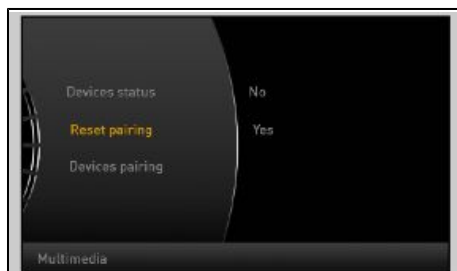 Devices status
No
Reset pairing
Yes
Devices pairing
Multimedia